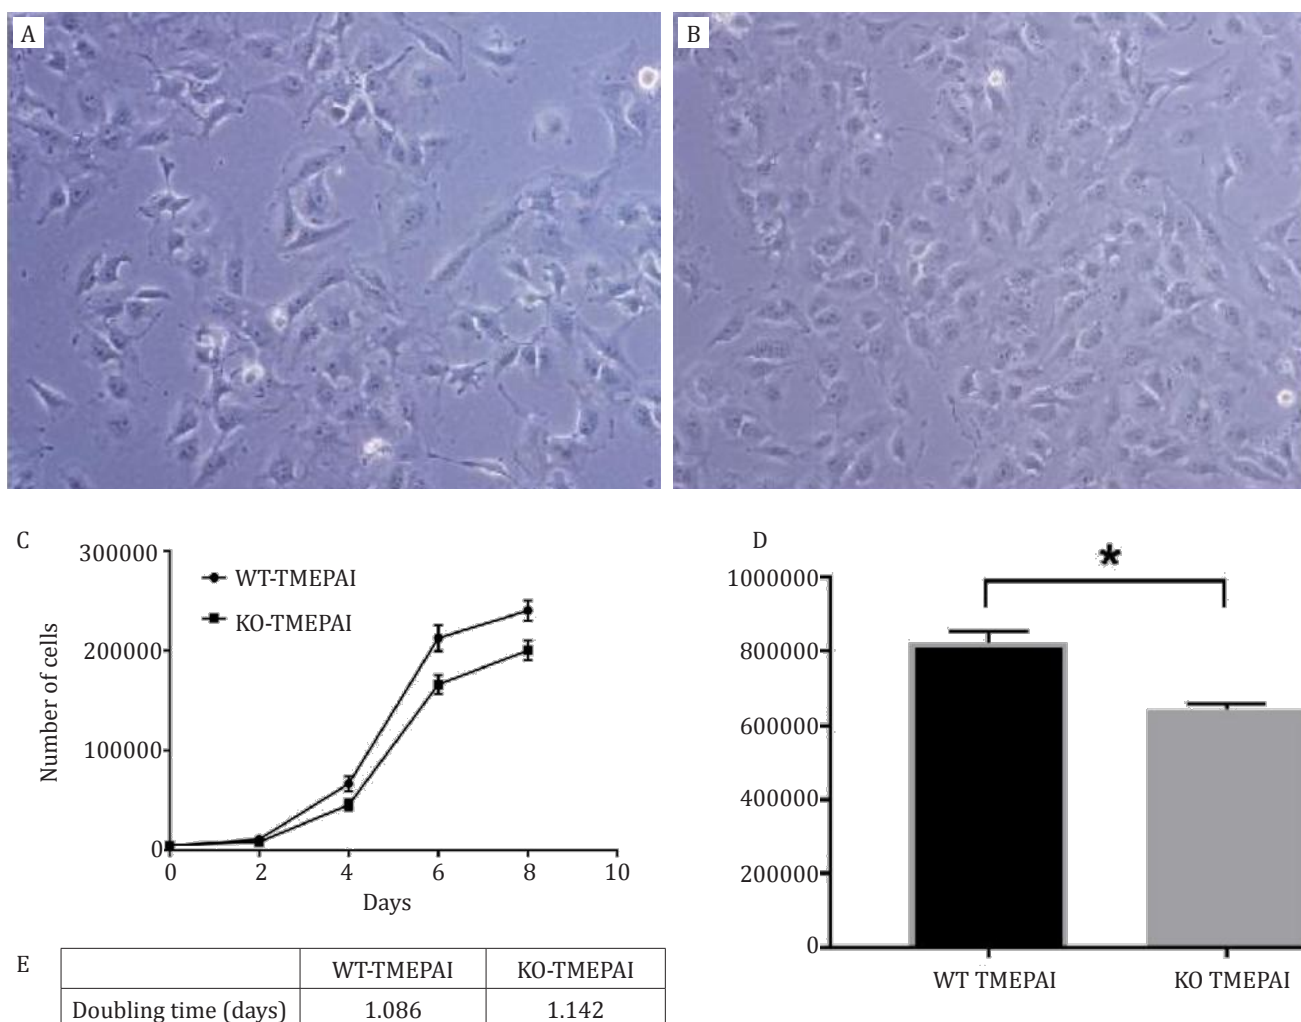 A
B
C
300000
WT-TMEPAI
KO-TMEPAI
200000
100000
0
Number of cells
0 2 4 6 8 10
Days
D
*
1000000
800000
600000
400000
200000
0
WT TMEPAI KO TMEPAI
E
WT-TMEPAI KO-TMEPAI
Doubling time (days) 1.086 1.142